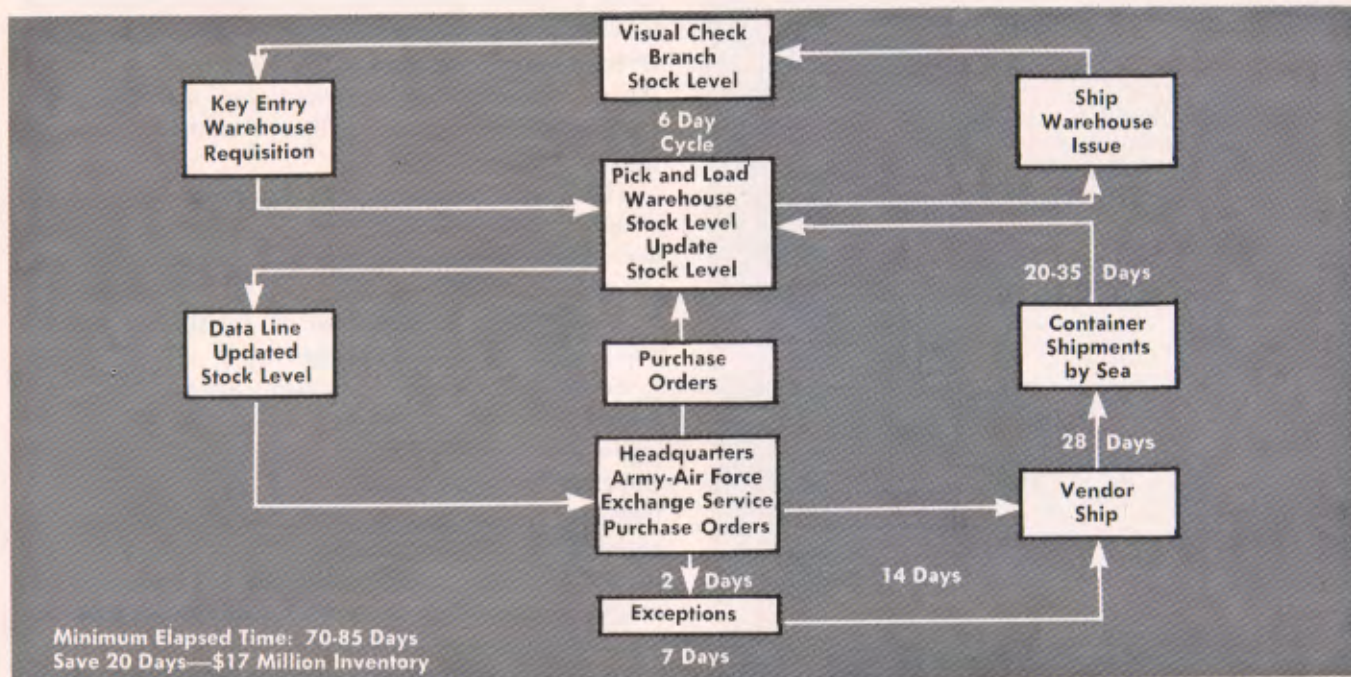 Visual Check
Branch
Stock Level
Key Entry
Warehouse
Requisition
Ship
Warehouse
Issue
6 Day
Cycle
Pick and Load
Warehouse
Stock Level
Update
Stock Level
20-35 Days
Data Line
Updated
Stock Level
Purchase
Orders
Container
Shipments
by Sea
28 Days
Headquarters
Army-Air Force
Exchange Service
Purchase Orders
Vendor
Ship
2 Days
14 Days
Exceptions
7 Days
Minimum Elapsed Time: 70-85 Days
Save 20 Days—$17 Million Inventory